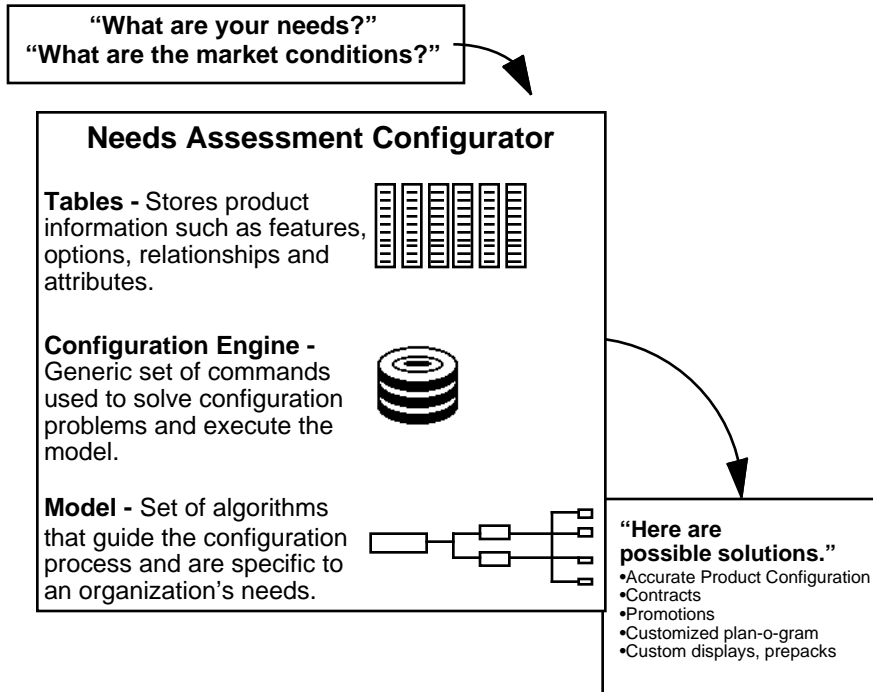 “What are your needs?”
“What are the market conditions?”
Needs Assessment Configurator
Tables - Stores product
information such as features,
options, relationships and
attributes.
Configuration Engine -
Generic set of commands
used to solve configuration
problems and execute the
model.
Model - Set of algorithms
that guide the configuration
process and are specific to
an organization’s needs.
“Here are
possible solutions.”
•Accurate Product Configuration
•Contracts
•Promotions
•Customized plan-o-gram
•Custom displays, prepacks